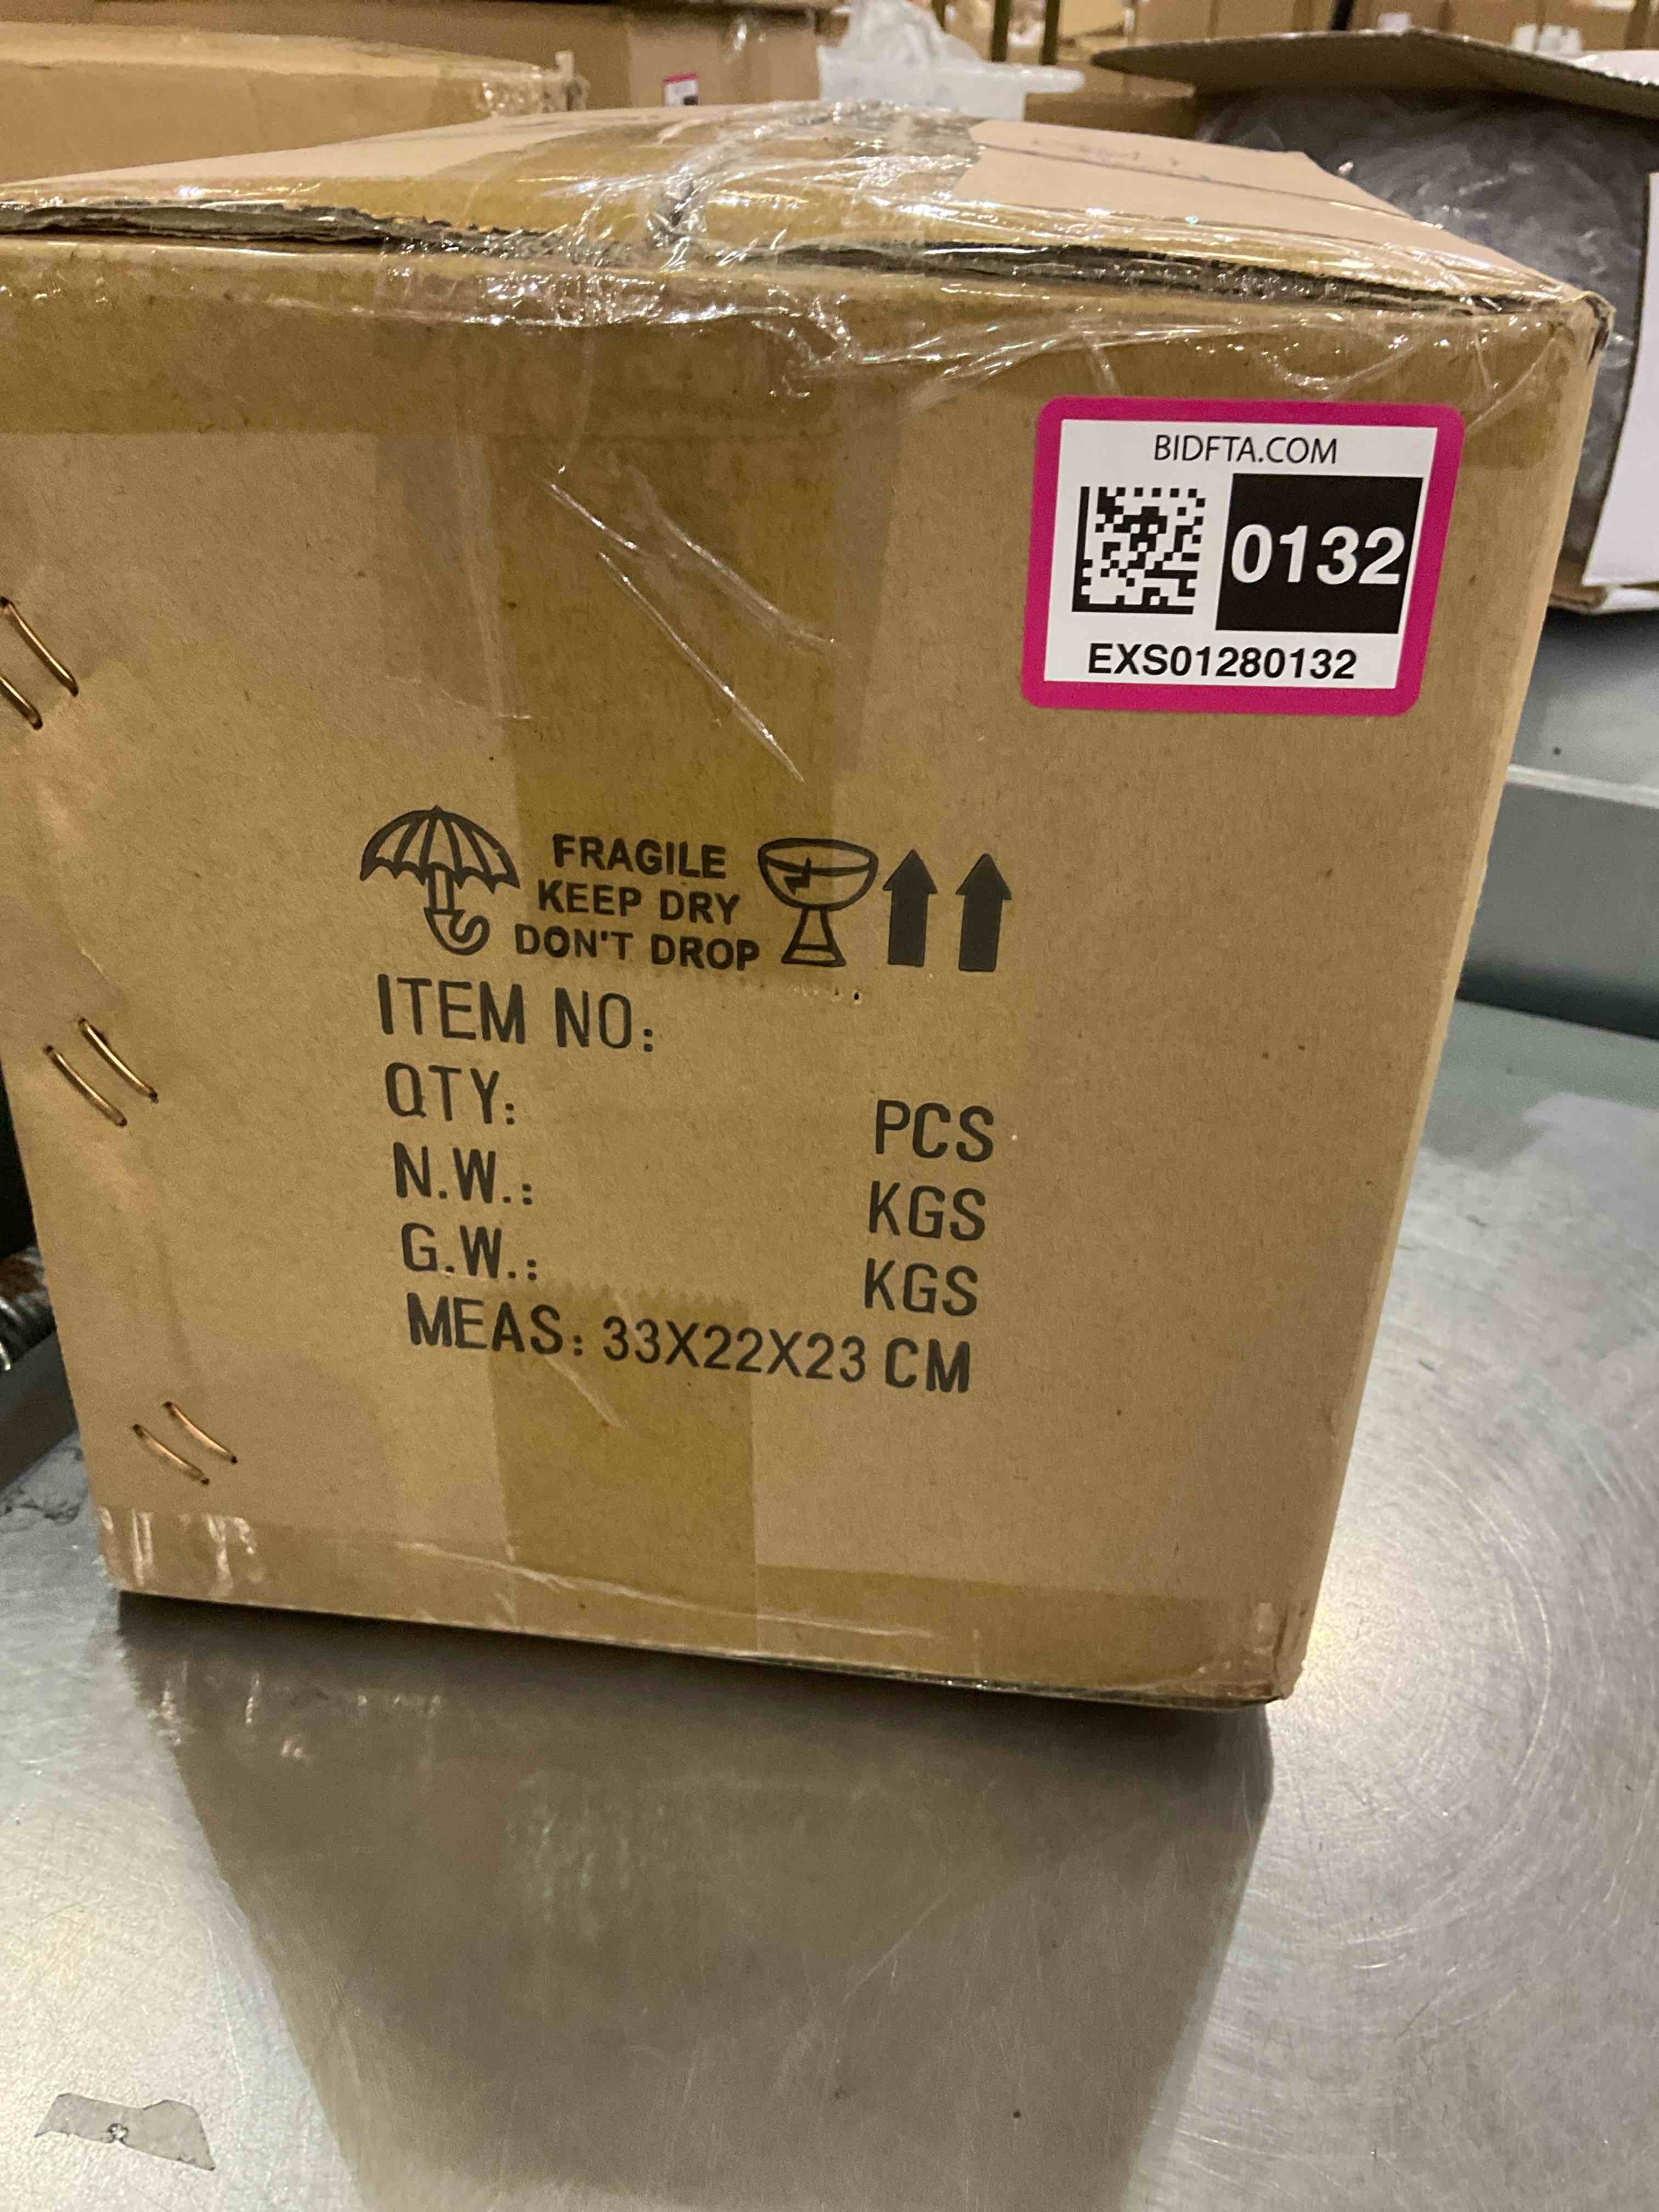 BIDFTA.COM
0132
EXS01280132
FRAGILE
KEEP DRY
DON'T DROP
ITEM NO:
QTY: PCS
N.W.: KGS
G.W.: KGS
MEAS: 33X22X23 CM